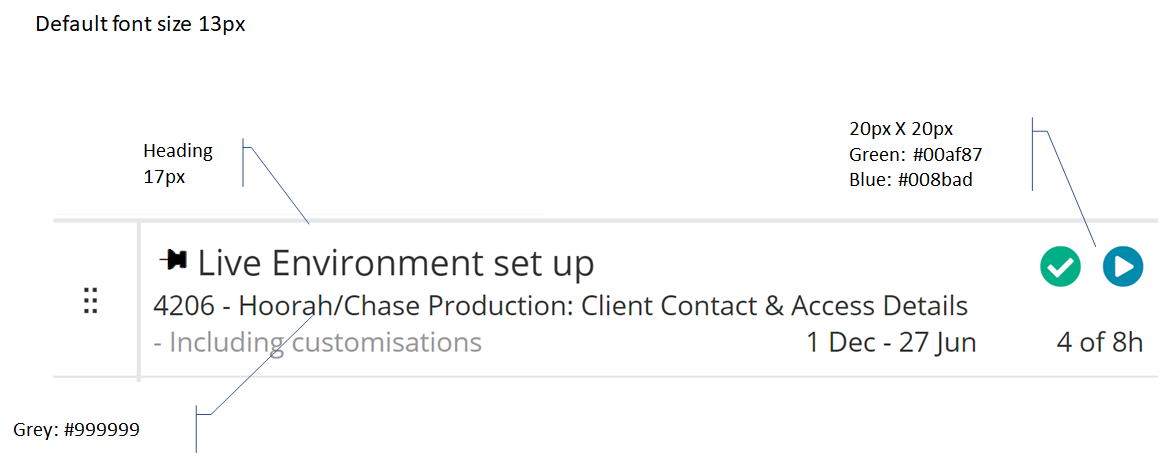 Default font size 13px
Heading
17px
20px X 20px
Green: #00af87
Blue: #008bad
Live Environment set up
4206 - Hoorah/Chase Production: Client Contact & Access Details
- Including customisations
1 Dec - 27 Jun
4 of 8h
Grey: #999999